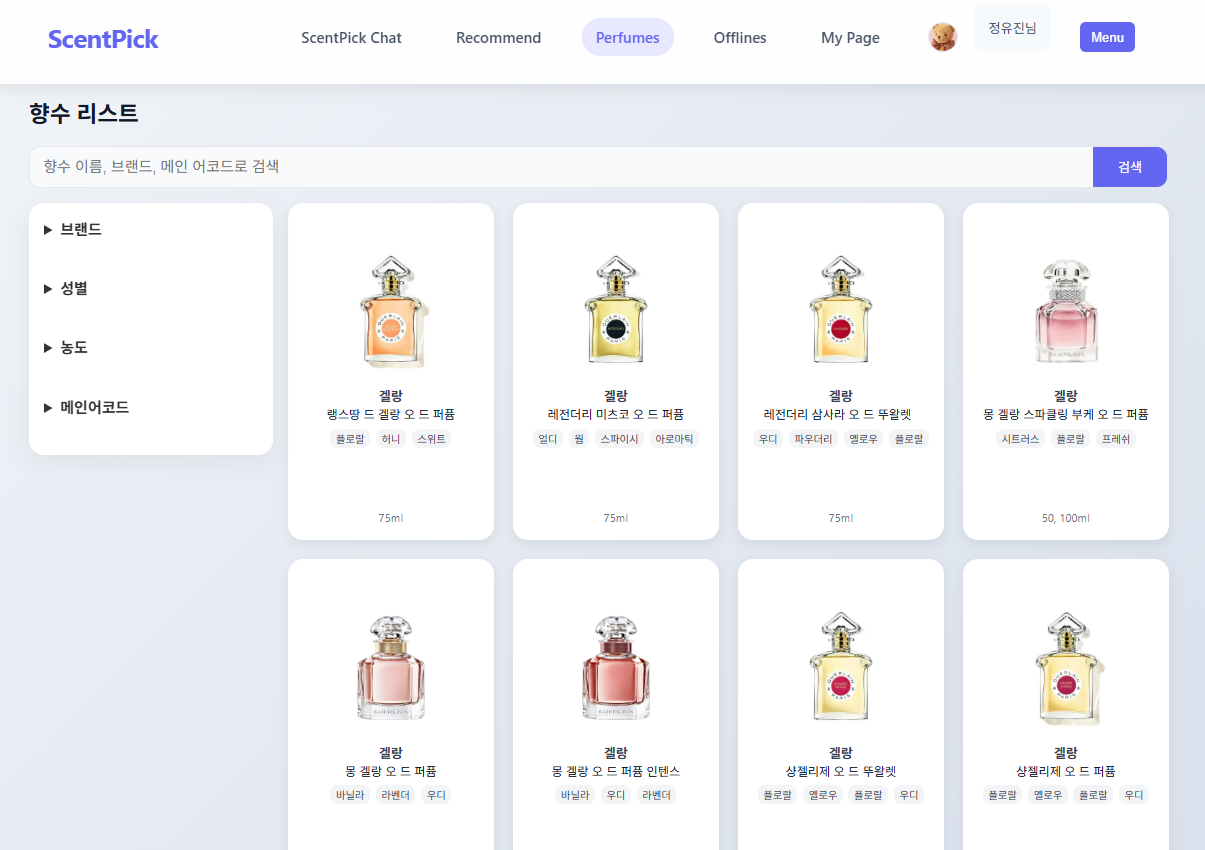 ScentPick
ScentPick Chat
Recommend
Perfumes
Offlines
My Page
정유진님
Menu
향수 리스트
향수 이름, 브랜드, 메인 어코드로 검색
검색
▶ 브랜드
▶ 성별
▶ 농도
▶ 메인어코드
겔랑
랭스땅 드 겔랑 오 드 퍼퓸
플로랄 허니 스위트
75ml
겔랑
레전더리 미츠코 오 드 퍼퓸
얼디 웜 스파이시 아로마틱
75ml
겔랑
레전더리 삼사라 오 드 뚜왈렛
우디 파우더리 옐로우 플로랄
75ml
겔랑
몽 겔랑 스파클링 부케 오 드 퍼퓸
시트러스 플로랄 프레쉬
50, 100ml
겔랑
몽 겔랑 오 드 퍼퓸
바닐라 라벤더 우디
겔랑
몽 겔랑 오 드 퍼퓸 인텐스
바닐라 우디 라벤더
겔랑
샹젤리제 오 드 뚜왈렛
플로랄 옐로우 플로랄 우디
겔랑
샹젤리제 오 드 퍼퓸
플로랄 옐로우 플로랄 우디